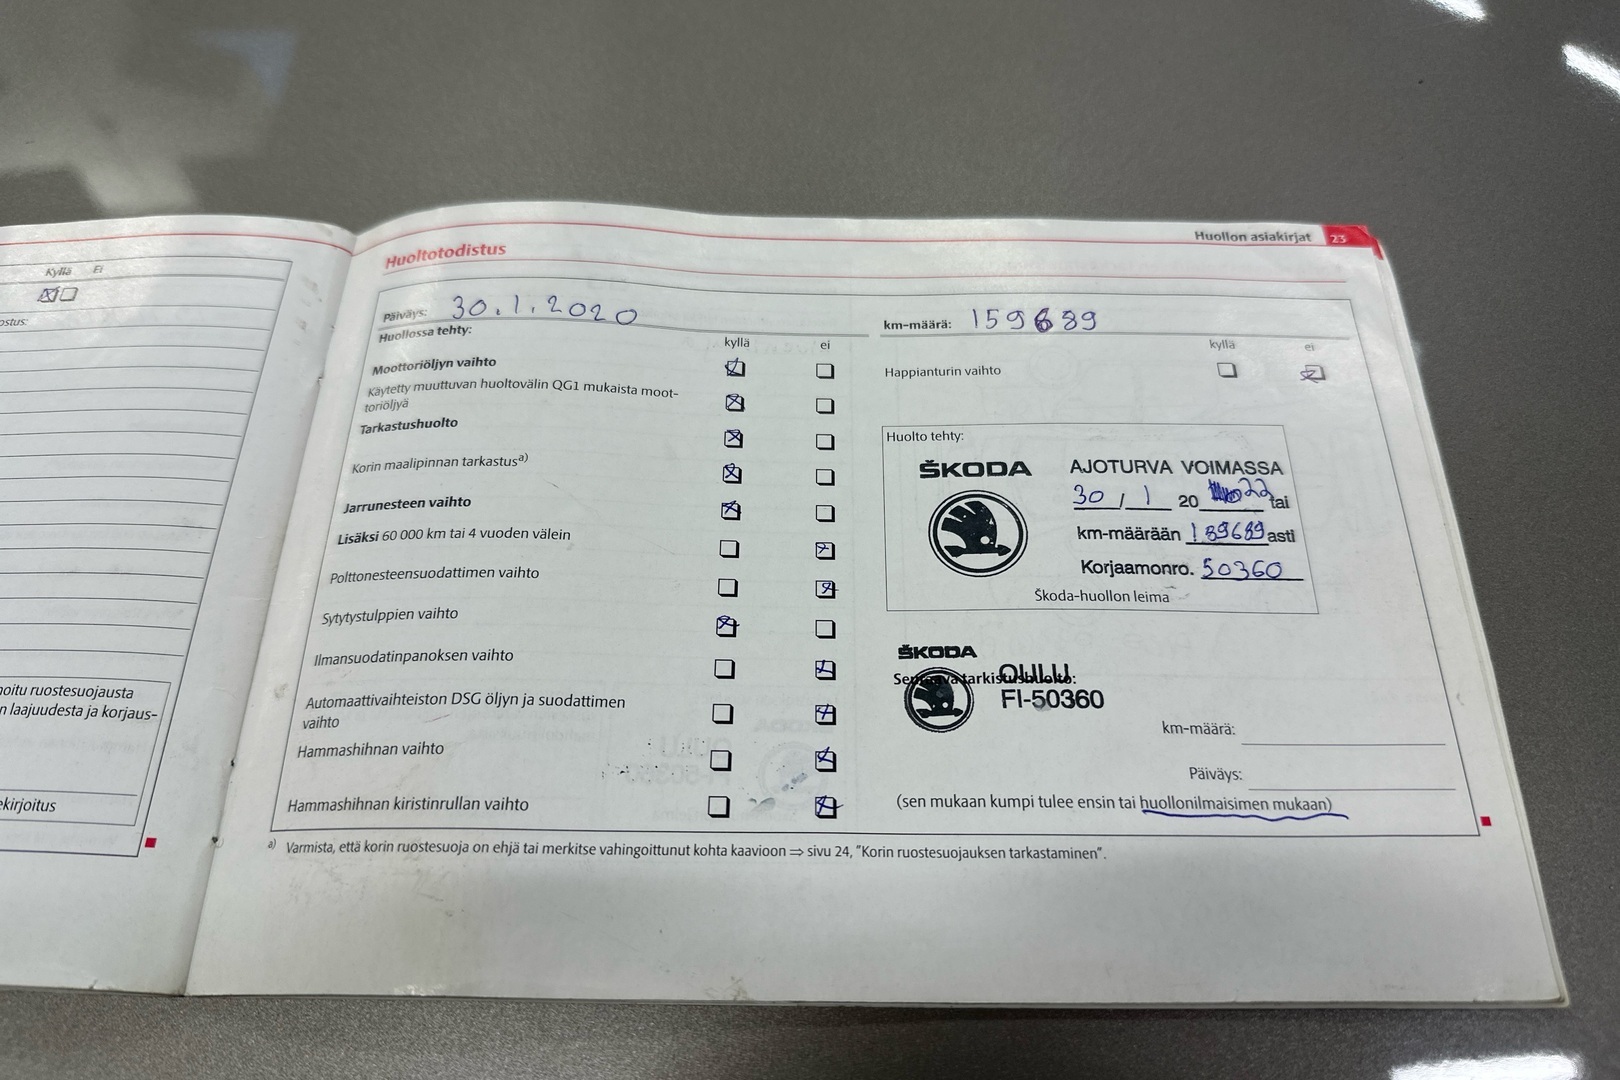 Kyllä Ei
ostus:
noitu ruostesuojausta
n laajuudesta ja korjaus-
ekirjoitus
Huollon asiakirjat 23
Huoltotodistus
Päiväys: 30.1.2020
Huollossa tehty:
kyllä ei
Moottoriöljyn vaihto
Käytetty muuttuvan huoltovälin QG1 mukaista moot-
toriöljyä
Tarkastushuolto
Korin maalipinnan tarkastus a)
Jarrunesteen vaihto
Lisäksi 60 000 km tai 4 vuoden välein
Polttonesteensuodattimen vaihto
Sytytystulppien vaihto
Ilmansuodatinpanoksen vaihto
Automaattivaihteiston DSG öljyn ja suodattimen
vaihto
Hammashihnan vaihto
Hammashihnan kiristinrullan vaihto
km-määrä: 159689
kyllä ei
Happianturin vaihto
Huolto tehty:
ŠKODA AJOTURVA VOIMASSA
30 / 1 20 22 tai
km-määrään 189689 asti
Korjaamonro. 50360
Škoda-huollon leima
ŠKODA
OULU
Seuraava tarkistushuolto:
FI-50360
km-määrä:
Päiväys:
(sen mukaan kumpi tulee ensin tai huollonilmaisimen mukaan)
a) Varmista, että korin ruostesuoja on ehjä tai merkitse vahingoittunut kohta kaavioon ⇒ sivu 24, "Korin ruostesuojauksen tarkastaminen".